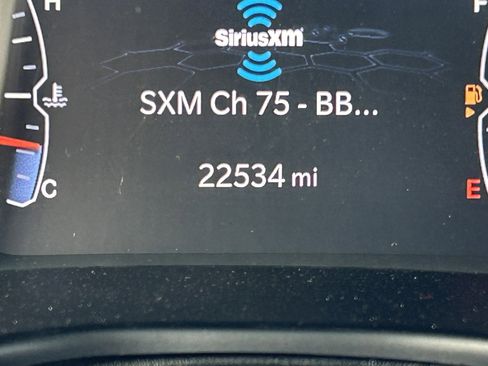 H F
SiriusXM
SXM Ch 75 - BB...
22534 mi
C E